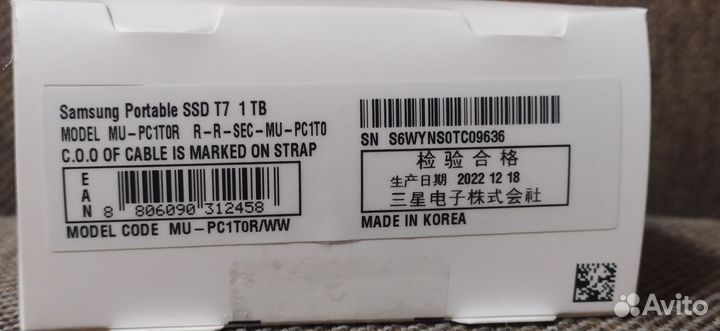 Samsung Portable SSD T7 1 TB
MODEL MU-PC1T0R R-R-SEC-MU-PC1T0
C.O.O OF CABLE IS MARKED ON STRAP
EAN
8 806090 312458
MODEL CODE MU-PC1T0R/WW
SN S6WYNS0TC09636
检验合格
生产日期 2022 12 18
三星电子株式会社
MADE IN KOREA
Avito